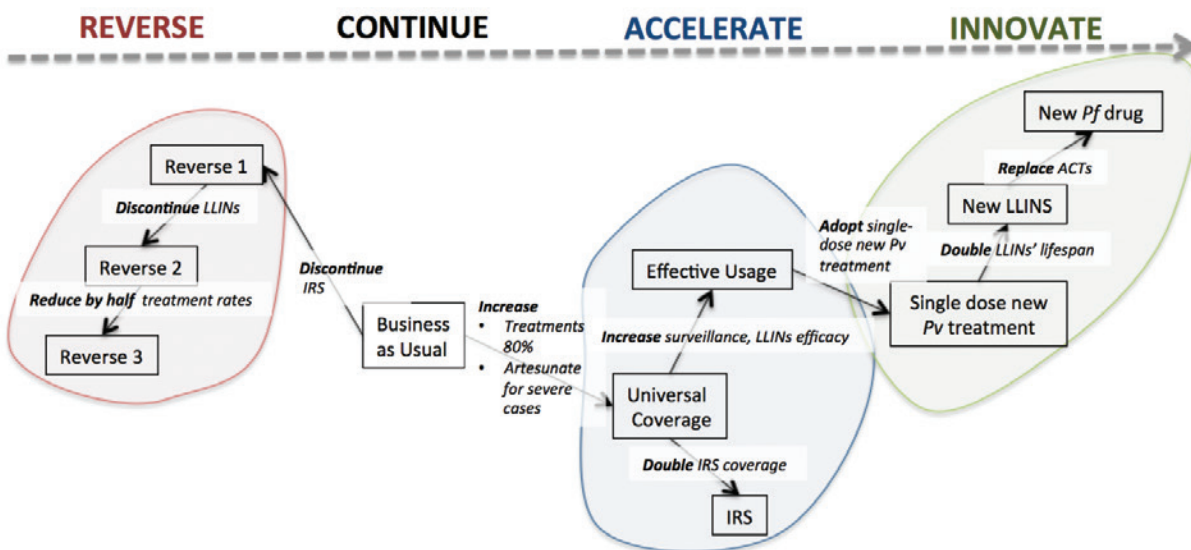 REVERSE
CONTINUE
ACCELERATE
INNOVATE
Reverse 1
Discontinue LLINs
Reverse 2
Reduce by half treatment rates
Reverse 3
Discontinue
IRS
Business
as Usual
Increase
• Treatments
80%
• Artesunate
for severe
cases
Effective Usage
Increase surveillance, LLINs efficacy
Universal
Coverage
Double IRS coverage
IRS
Adopt single-
dose new Pv
treatment
New Pf drug
Replace ACTs
New LLINS
Double LLINs’ lifespan
Single dose new
Pv treatment